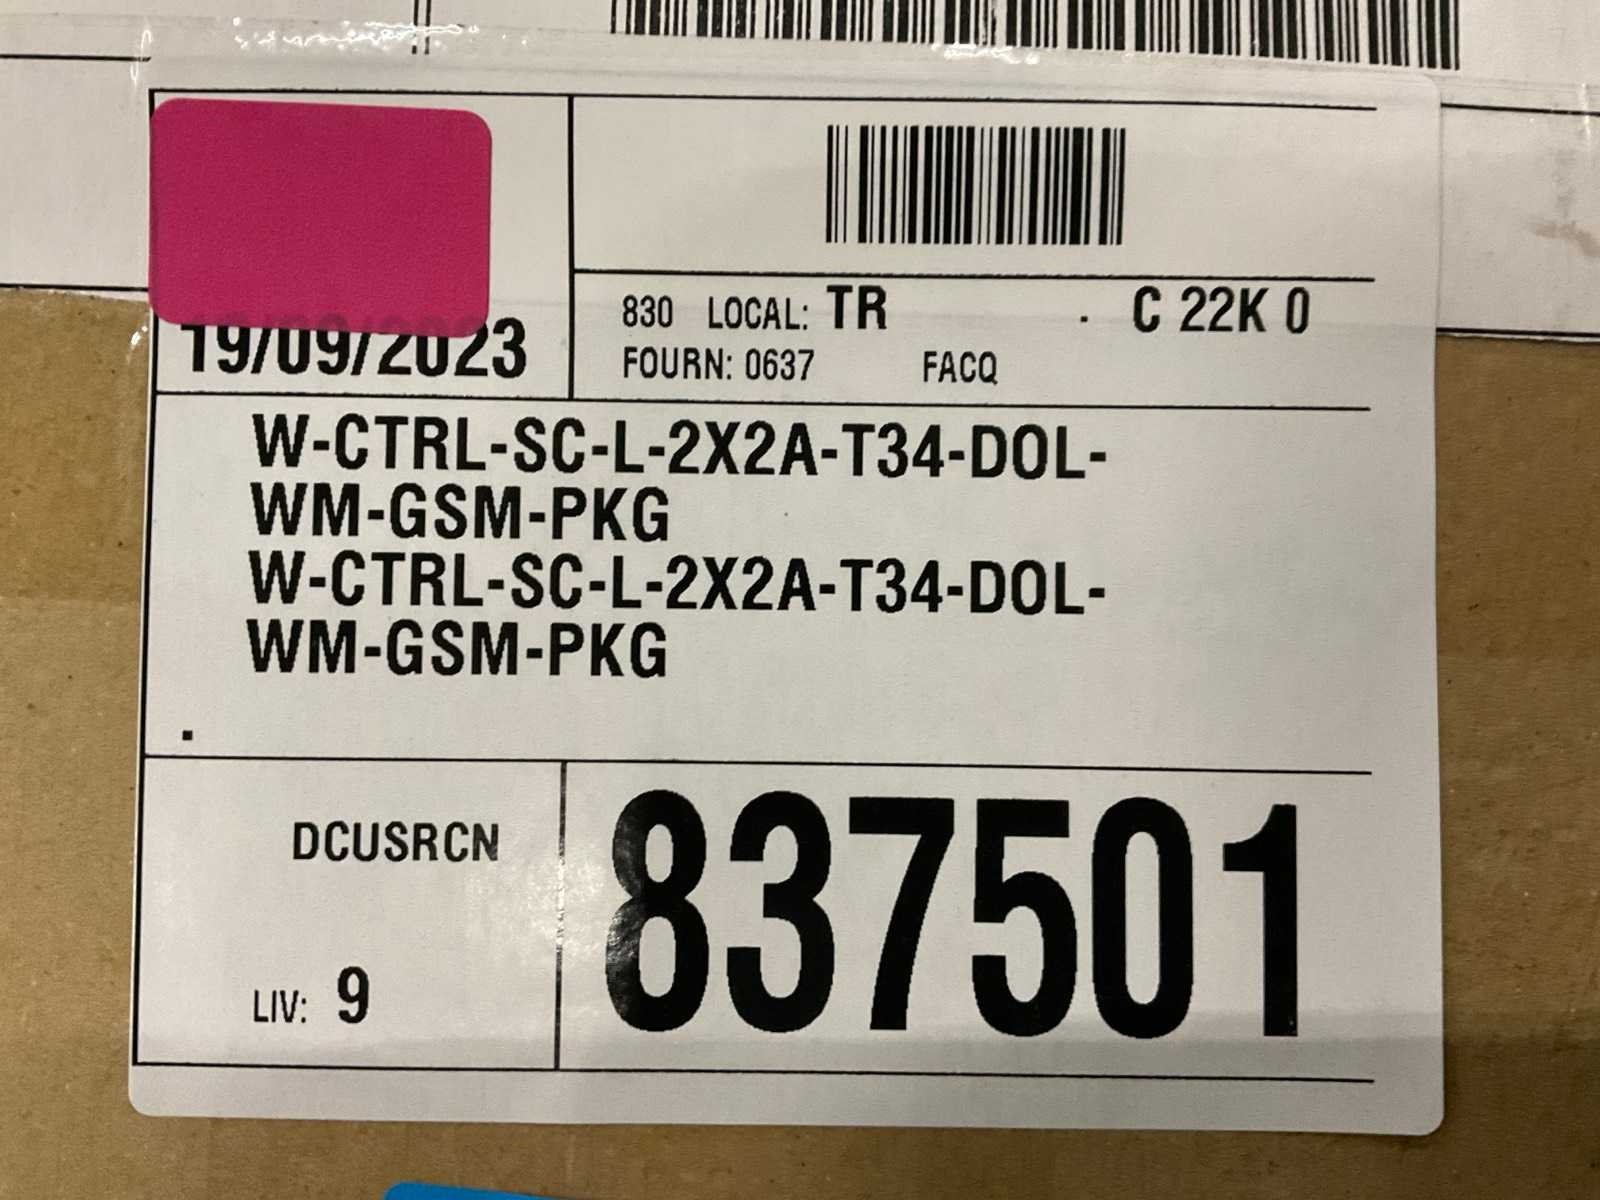 830 LOCAL: TR . C 22K 0
19/09/2023
FOURN: 0637 FACQ
W-CTRL-SC-L-2X2A-T34-DOL-
WM-GSM-PKG
W-CTRL-SC-L-2X2A-T34-DOL-
WM-GSM-PKG
.
DCUSRCN
LIV: 9
837501